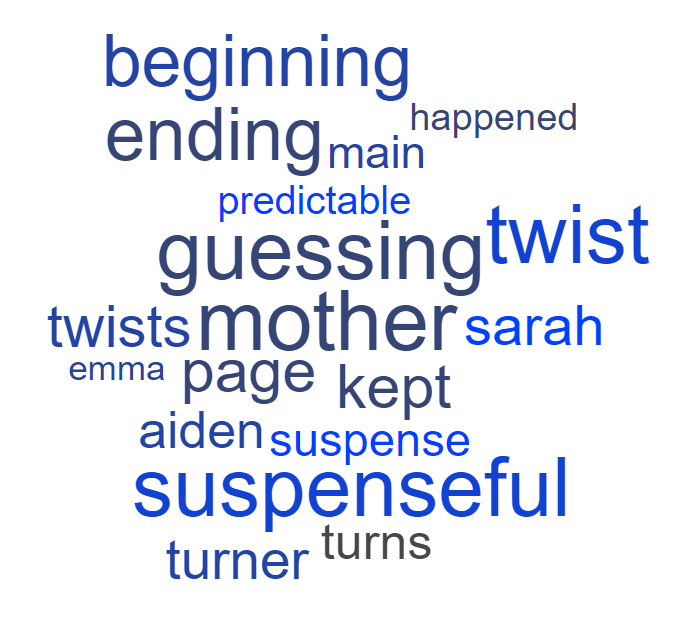 beginning
happened
ending
main
predictable
guessing
twist
mother
twists
sarah
emma
page
kept
aiden
suspense
suspenseful
turner
turns